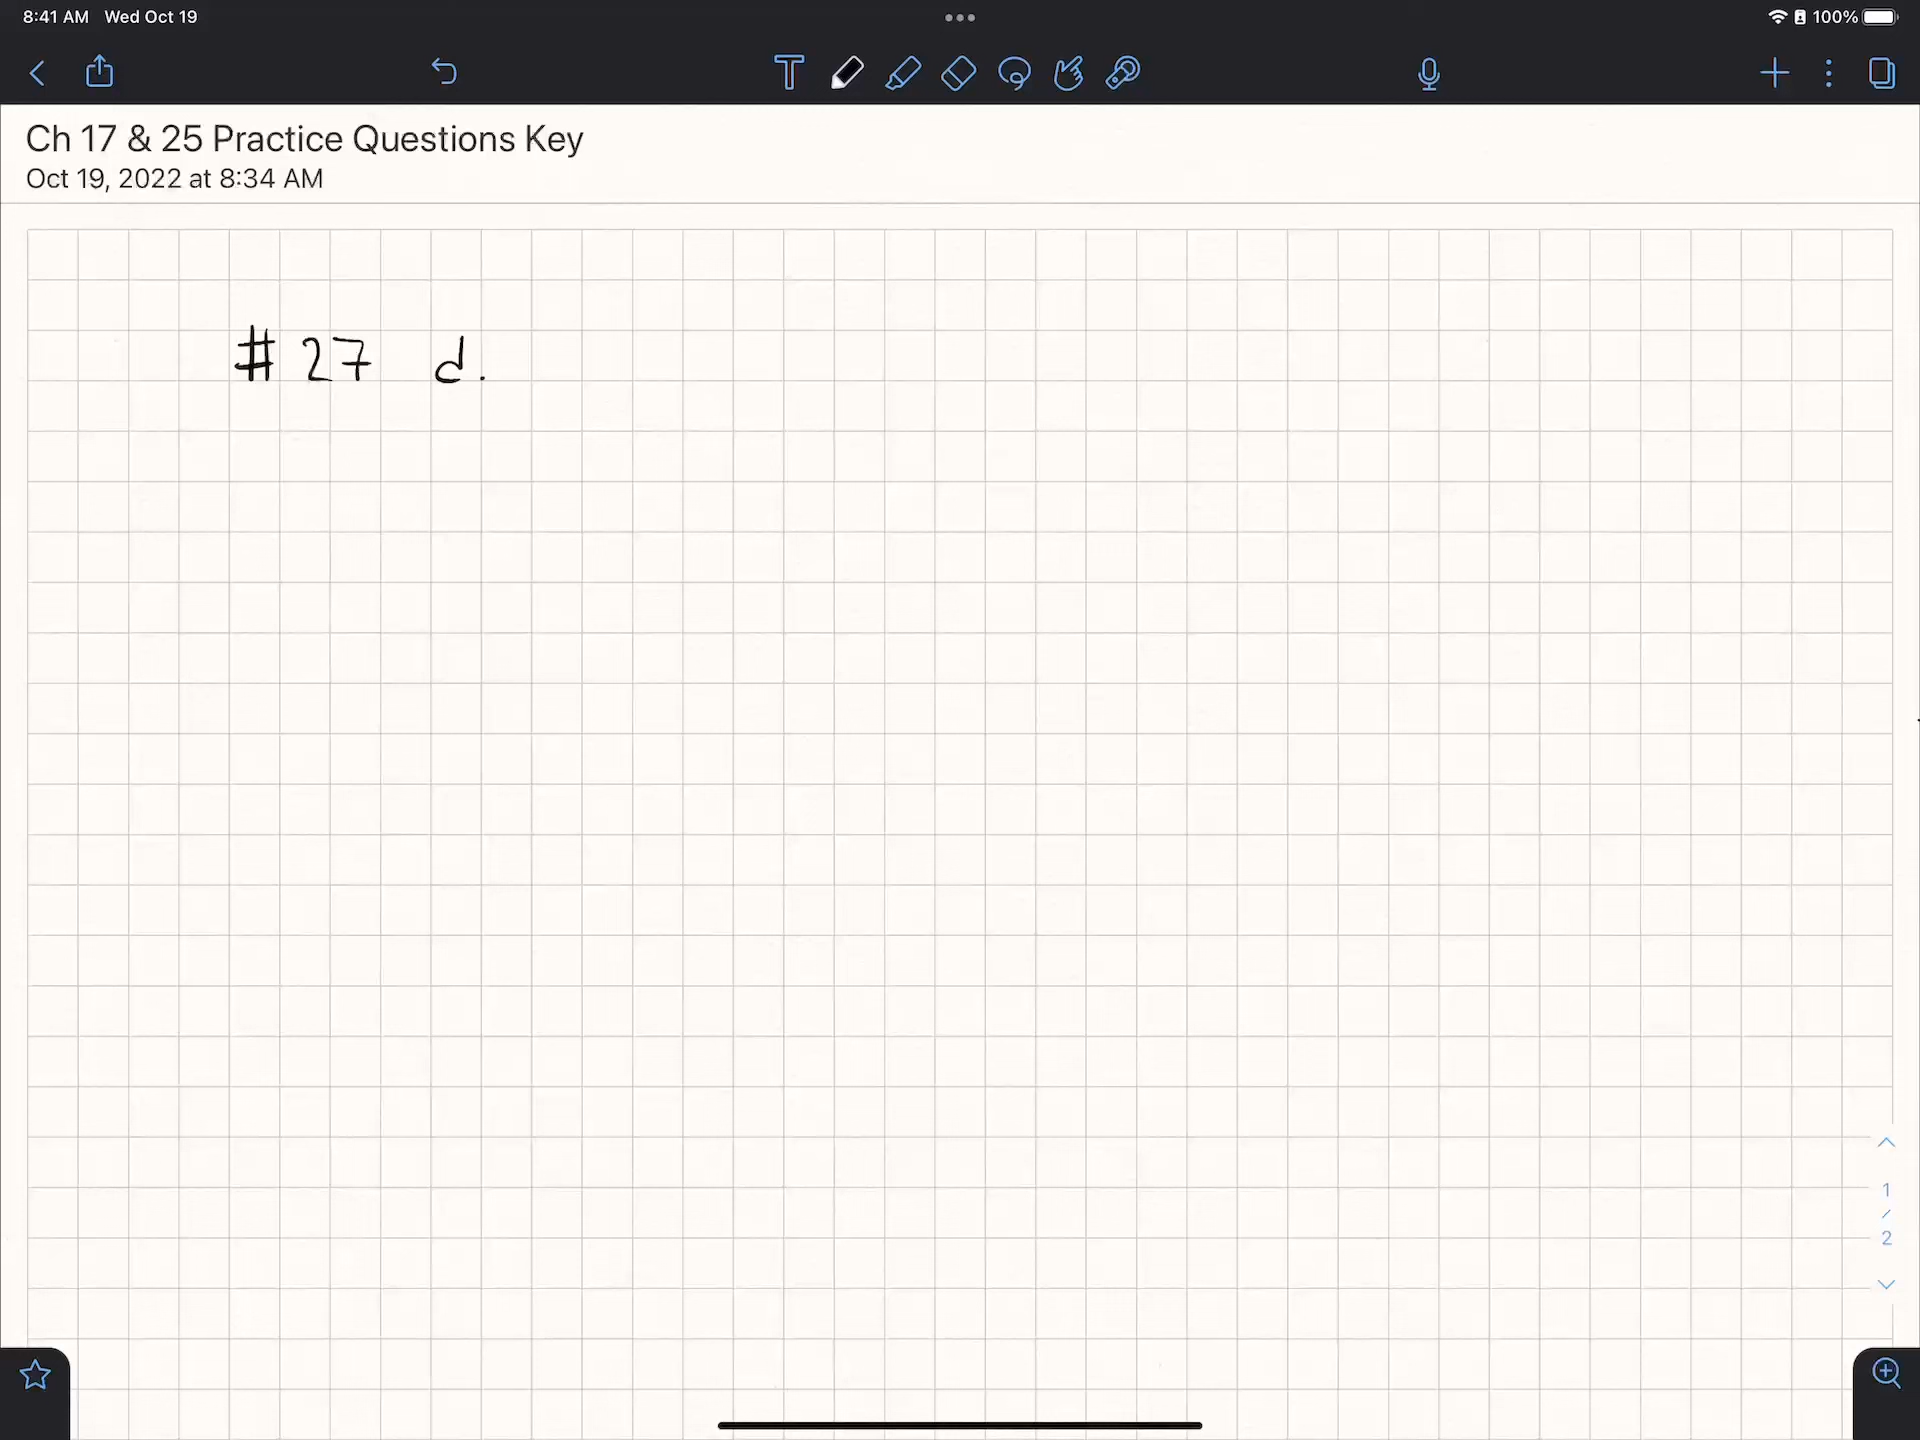 8:41 AM Wed Oct 19
100%
Ch 17 & 25 Practice Questions Key
Oct 19, 2022 at 8:34 AM
# 27 d.
1
/
2